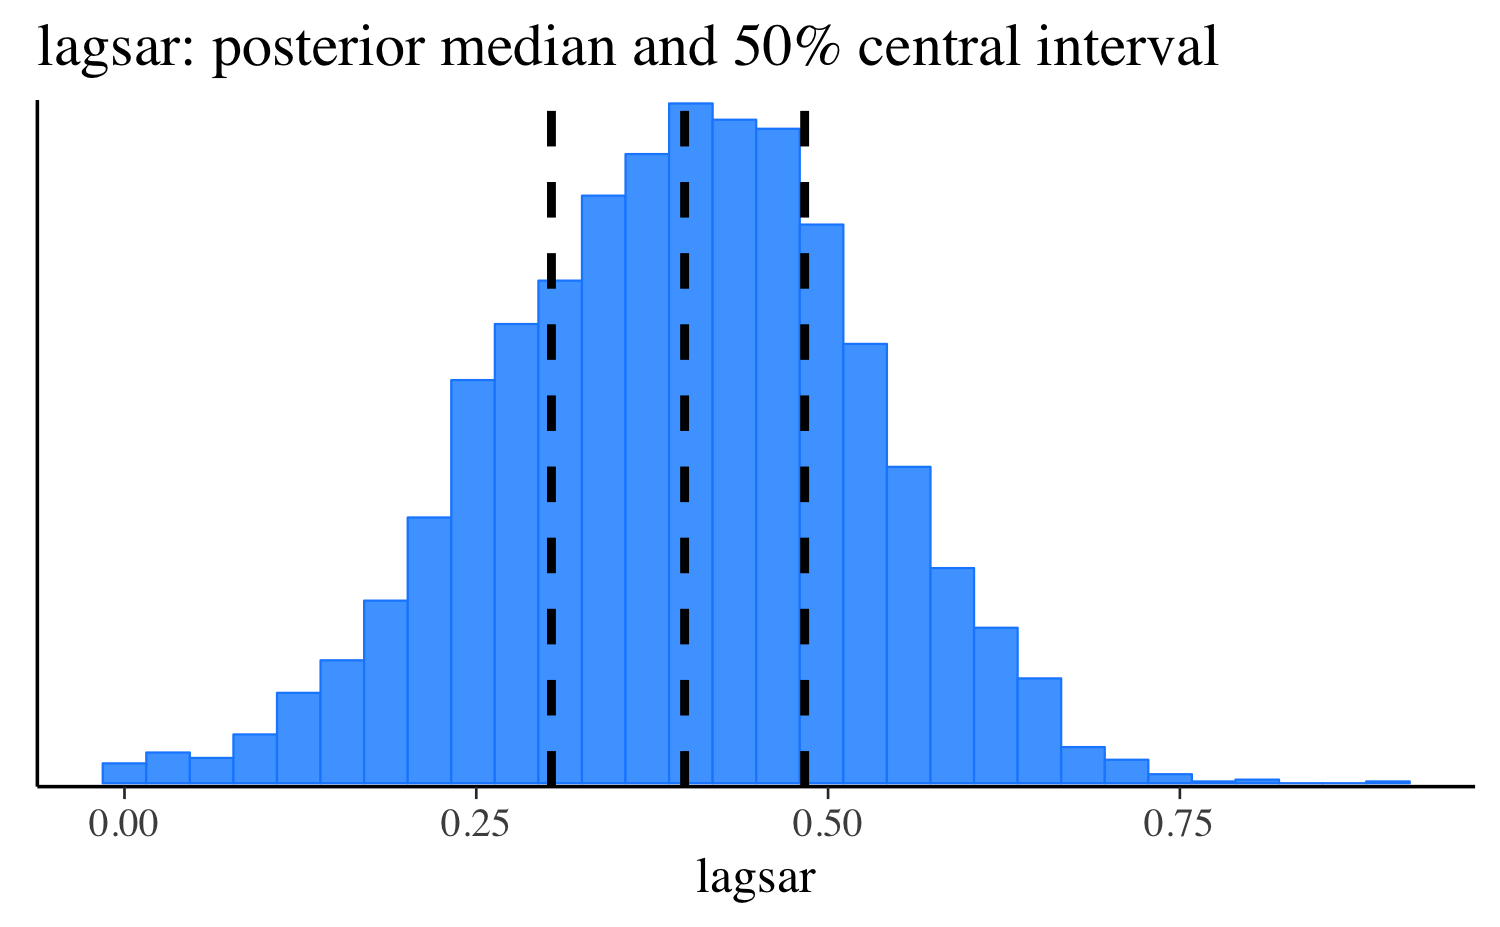 lagsar: posterior median and 50% central interval
0.00 0.25 0.50 0.75
lagsar